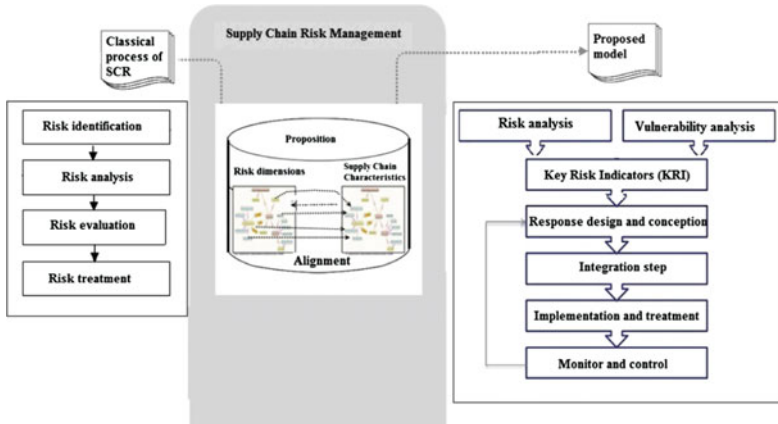 Supply Chain Risk Management
Classical
process of
SCR
Proposed
model
Risk identification
Risk analysis
Risk evaluation
Risk treatment
Proposition
Risk dimensions
Supply Chain
Characteristics
Alignment
Risk analysis
Vulnerability analysis
Key Risk Indicators (KRI)
Response design and conception
Integration step
Implementation and treatment
Monitor and control